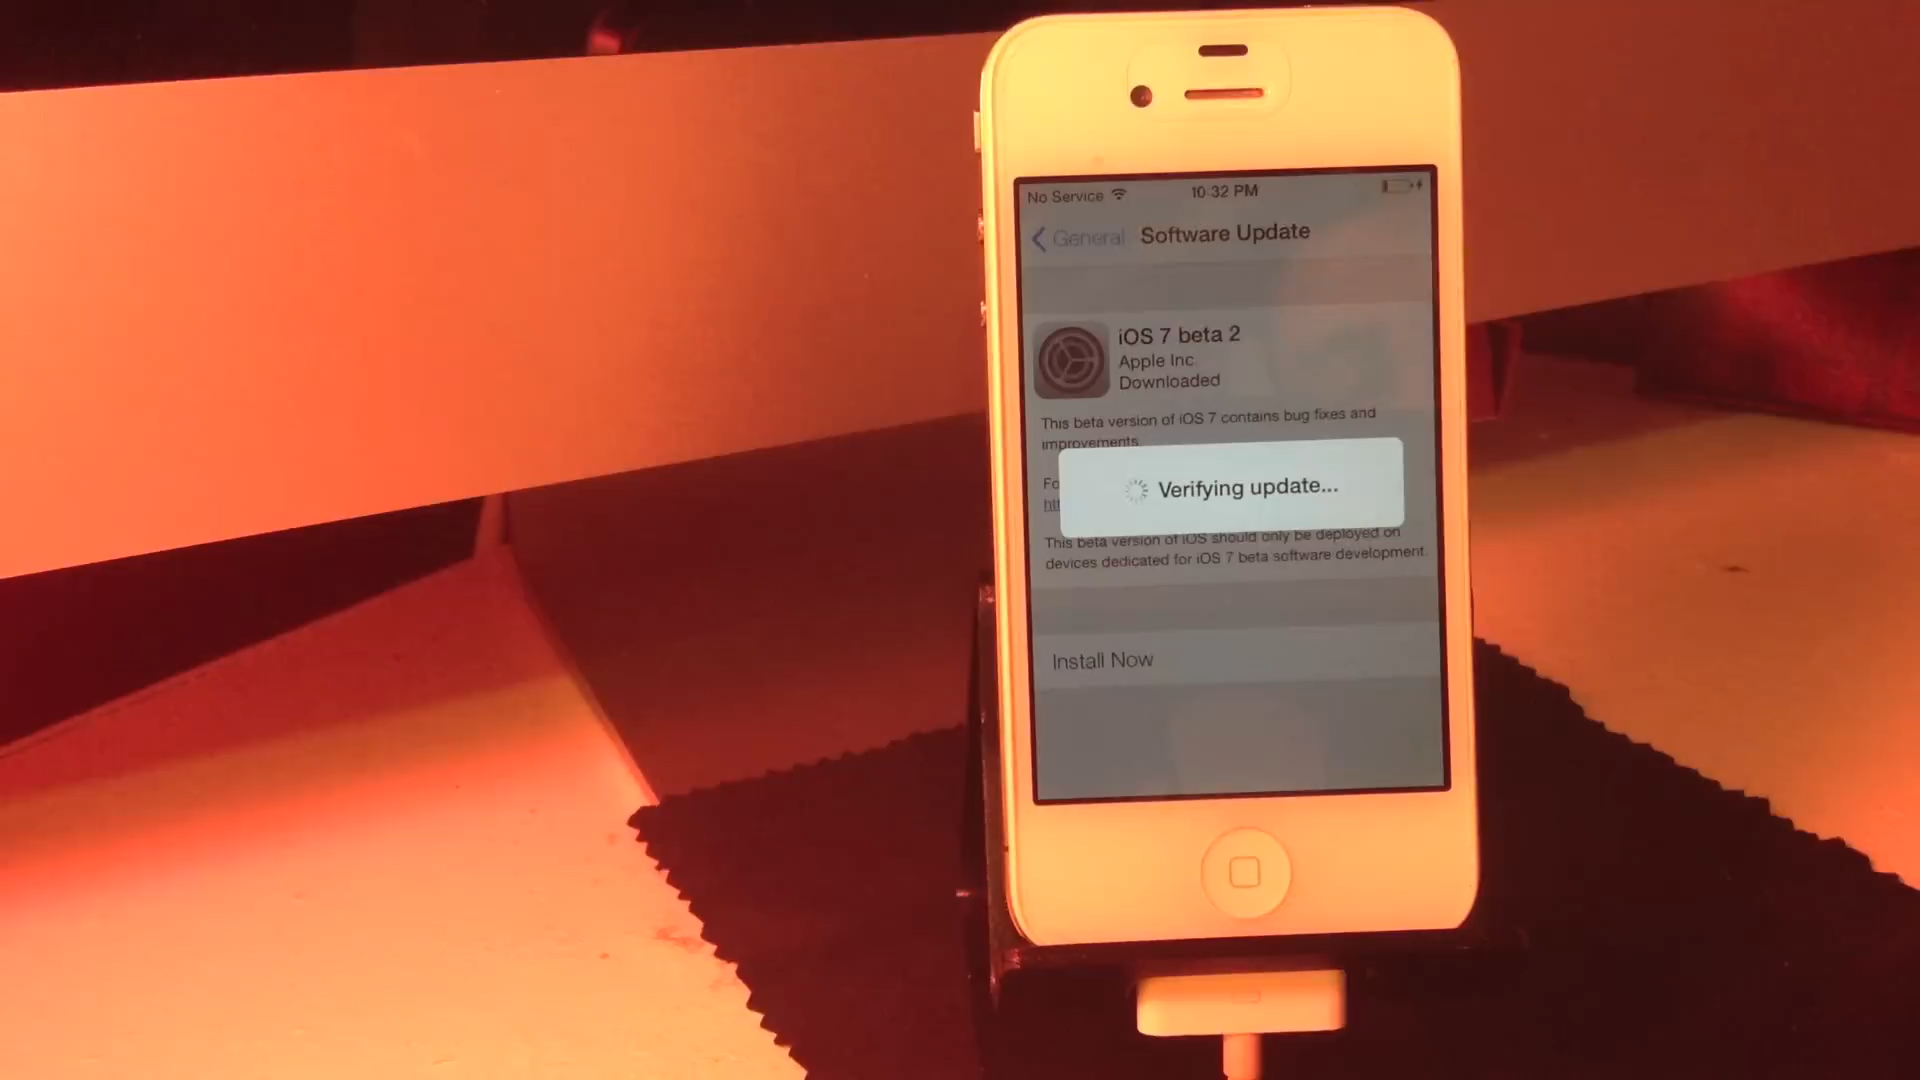 No Service 10:32 PM
General Software Update
iOS 7 beta 2
Apple Inc.
Downloaded
This beta version of iOS 7 contains bug fixes and
improvements.
Verifying update...
This beta version of iOS should only be deployed on
devices dedicated for iOS 7 beta software development.
Install Now